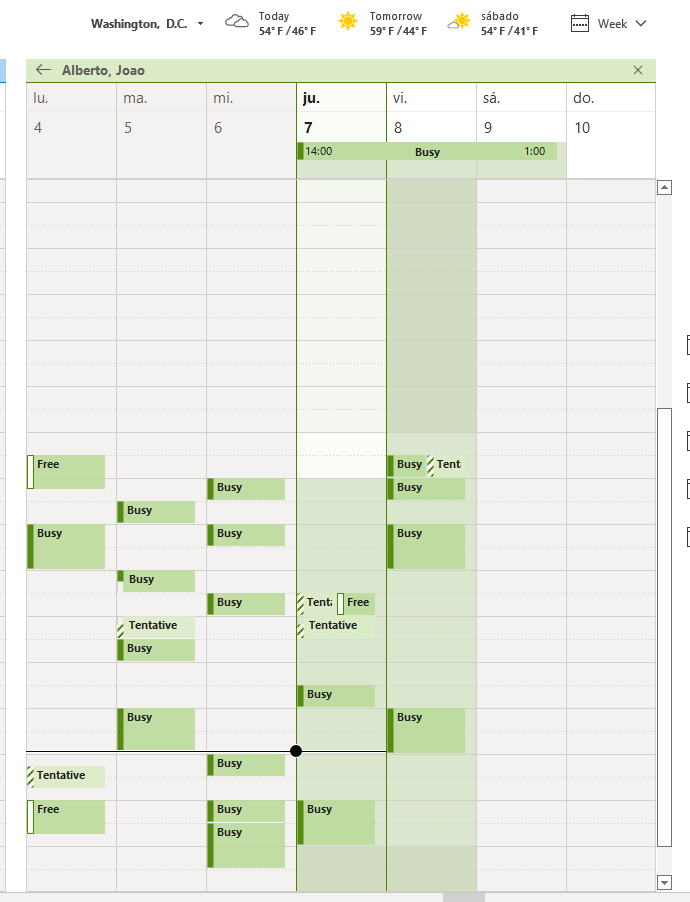 Washington, D.C.
Today
54° F / 46° F
Tomorrow
59° F / 44° F
sábado
54° F / 41° F
Week
Alberto, Joao
lu. ma. mi. ju. vi. sá. do.
4 5 6 7 8 9 10
14:00 Busy 1:00
Free Busy Tent
Busy Busy
Busy
Busy Busy Busy
Busy
Busy Tent Free
Tentative Tentative
Busy
Busy
Busy Busy
Busy
Tentative
Free Busy Busy
Busy